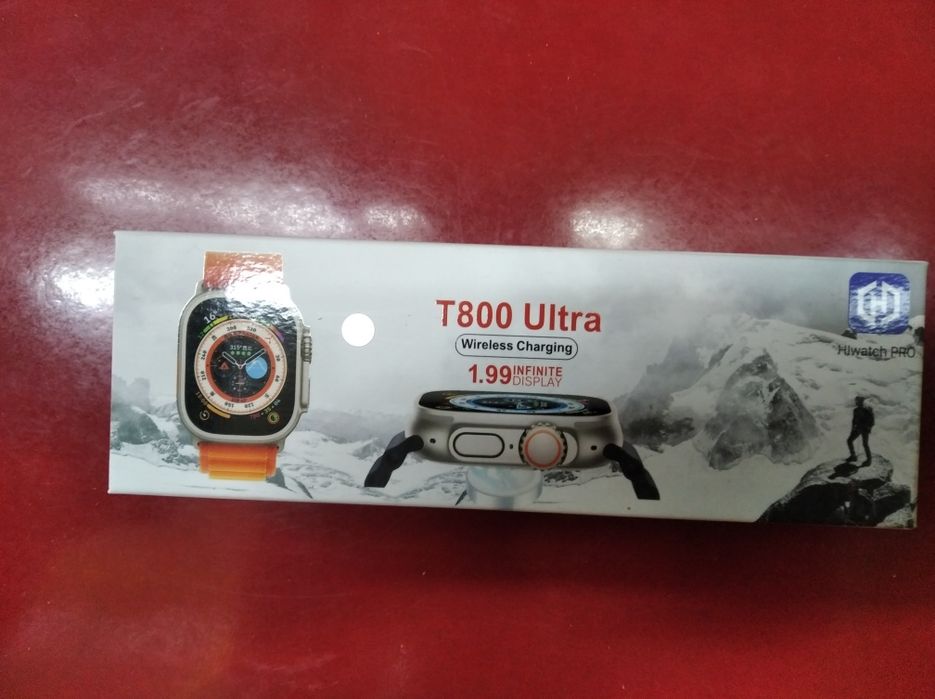 T800 Ultra
Wireless Charging
1.99 INFINITE
DISPLAY
Hiwatch PRO